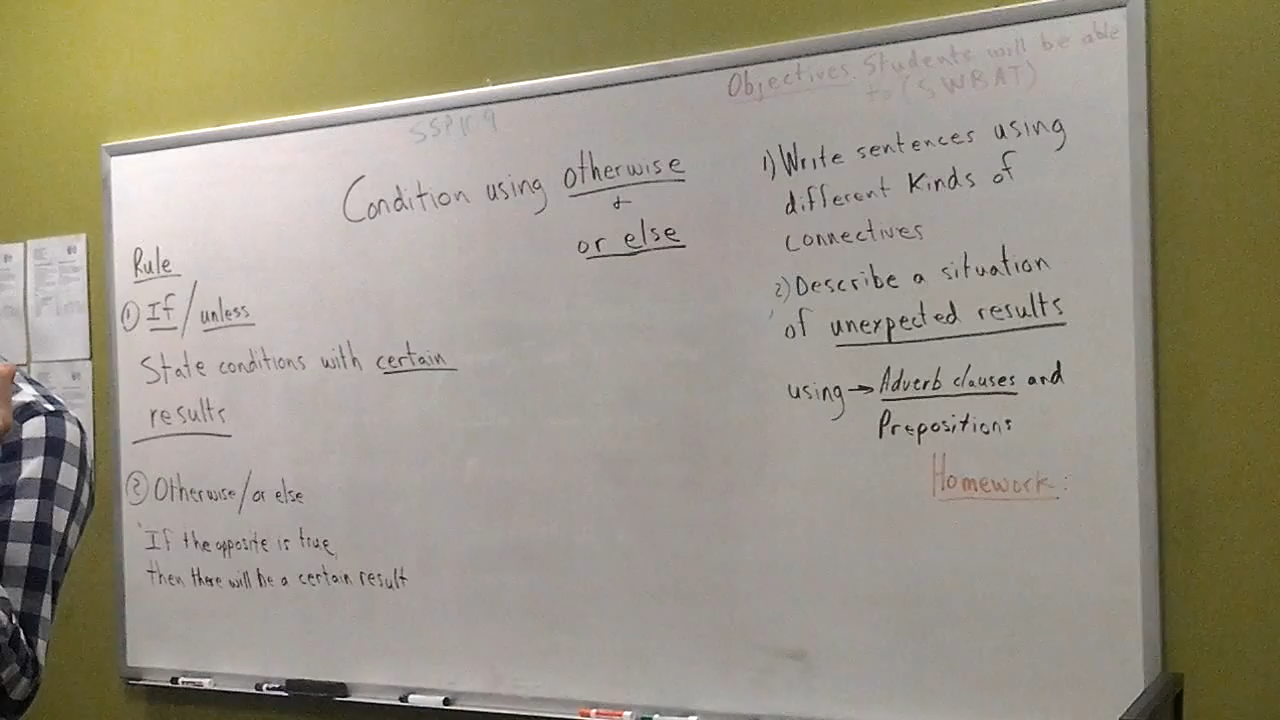 Condition using otherwise
+
or else
Rule
① If/unless
State conditions with certain
results
② Otherwise/or else
If the opposite is true,
then there will be a certain result
Objectives. Students will be able
to (SWBAT)
1) Write sentences using
different Kinds of
connectives
2) Describe a situation
of unexpected results
using → Adverb clauses and
Prepositions
Homework: